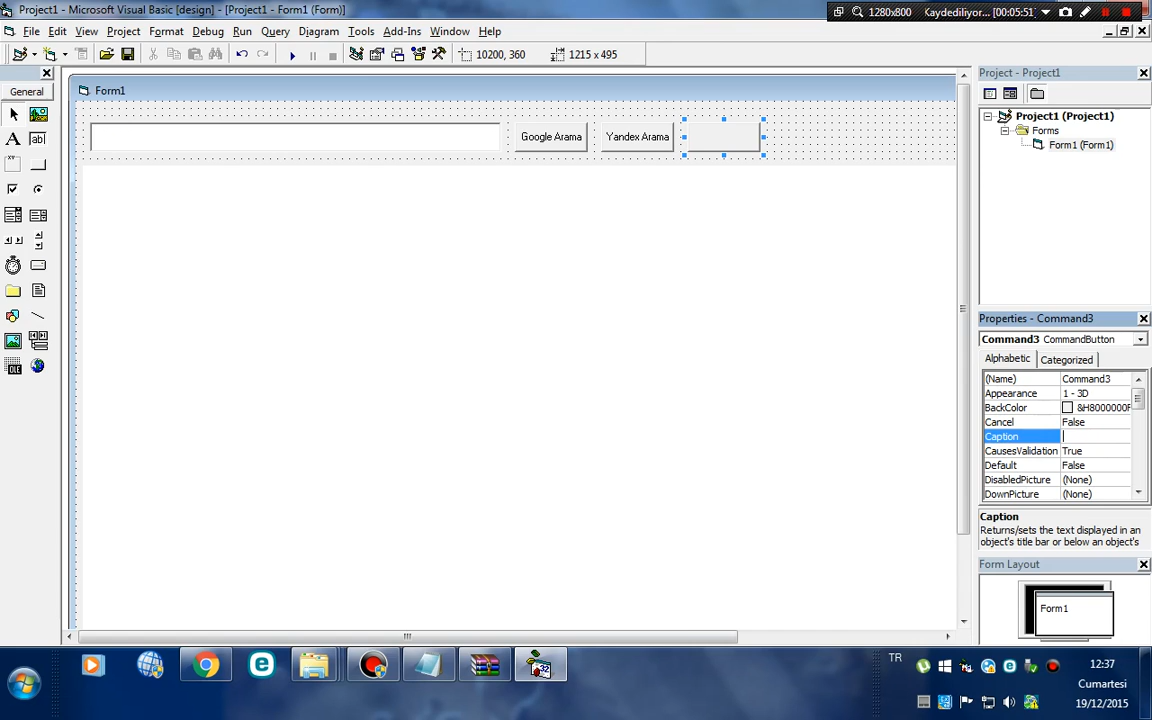 Project1 - Microsoft Visual Basic [design] - [Project1 - Form1 (Form)]
1280x800 Kaydediliyor... [00:05:51]
File Edit View Project Format Debug Run Query Diagram Tools Add-Ins Window Help
10200, 360 1215 x 495
General
A ab|
xy
OLE
Form1
Google Arama Yandex Arama
Project - Project1
Project1 (Project1)
Forms
Form1 (Form1)
Properties - Command3
Command3 CommandButton
Alphabetic Categorized
(Name) Command3
Appearance 1 - 3D
BackColor &H8000000F
Cancel False
Caption
CausesValidation True
Default False
DisabledPicture (None)
DownPicture (None)
Caption
Returns/sets the text displayed in an
object's title bar or below an object's
Form Layout
Form1
32
TR
12:37
Cumartesi
19/12/2015